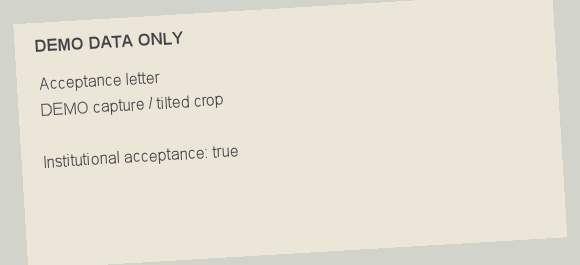 DEMO DATA ONLY
Acceptance letter
DEMO capture / tilted crop
Institutional acceptance: true